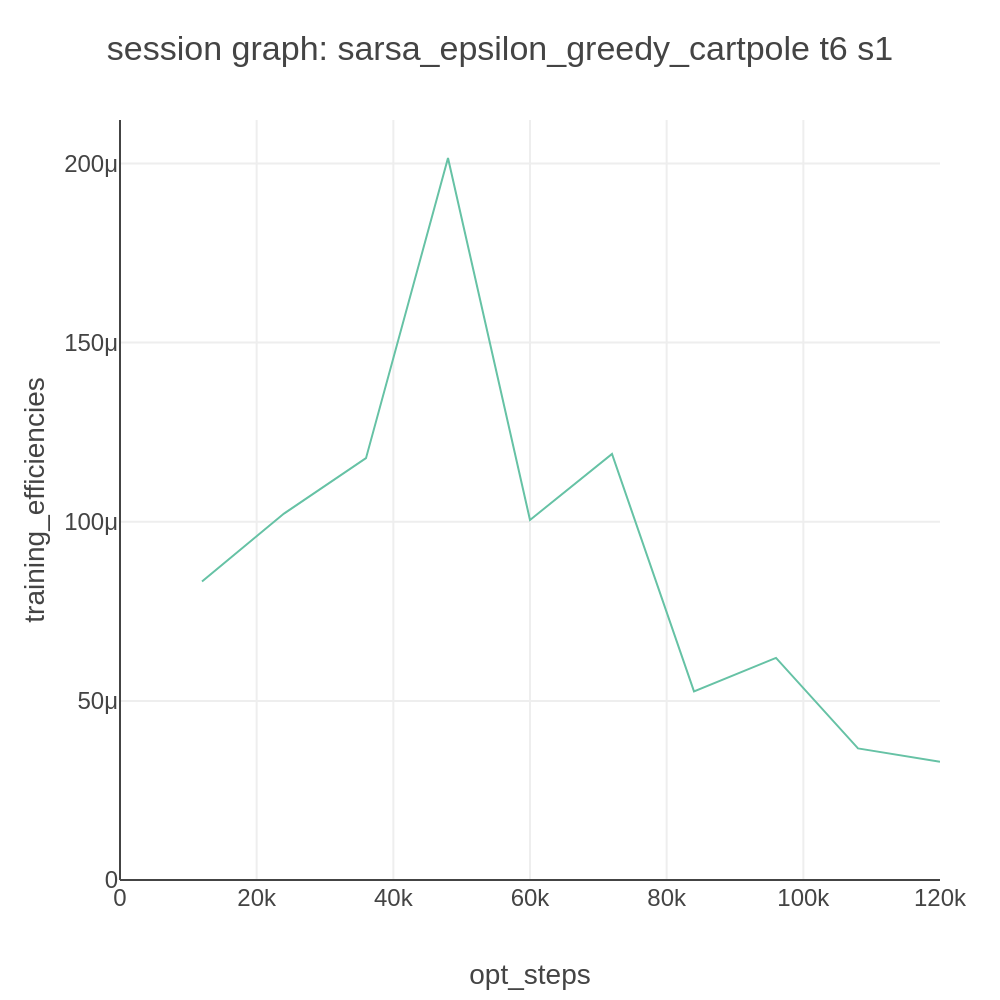 session graph: sarsa_epsilon_greedy_cartpole t6 s1
training_efficiencies
200μ
150μ
100μ
50μ
0
0
20k
40k
60k
80k
100k
120k
opt_steps